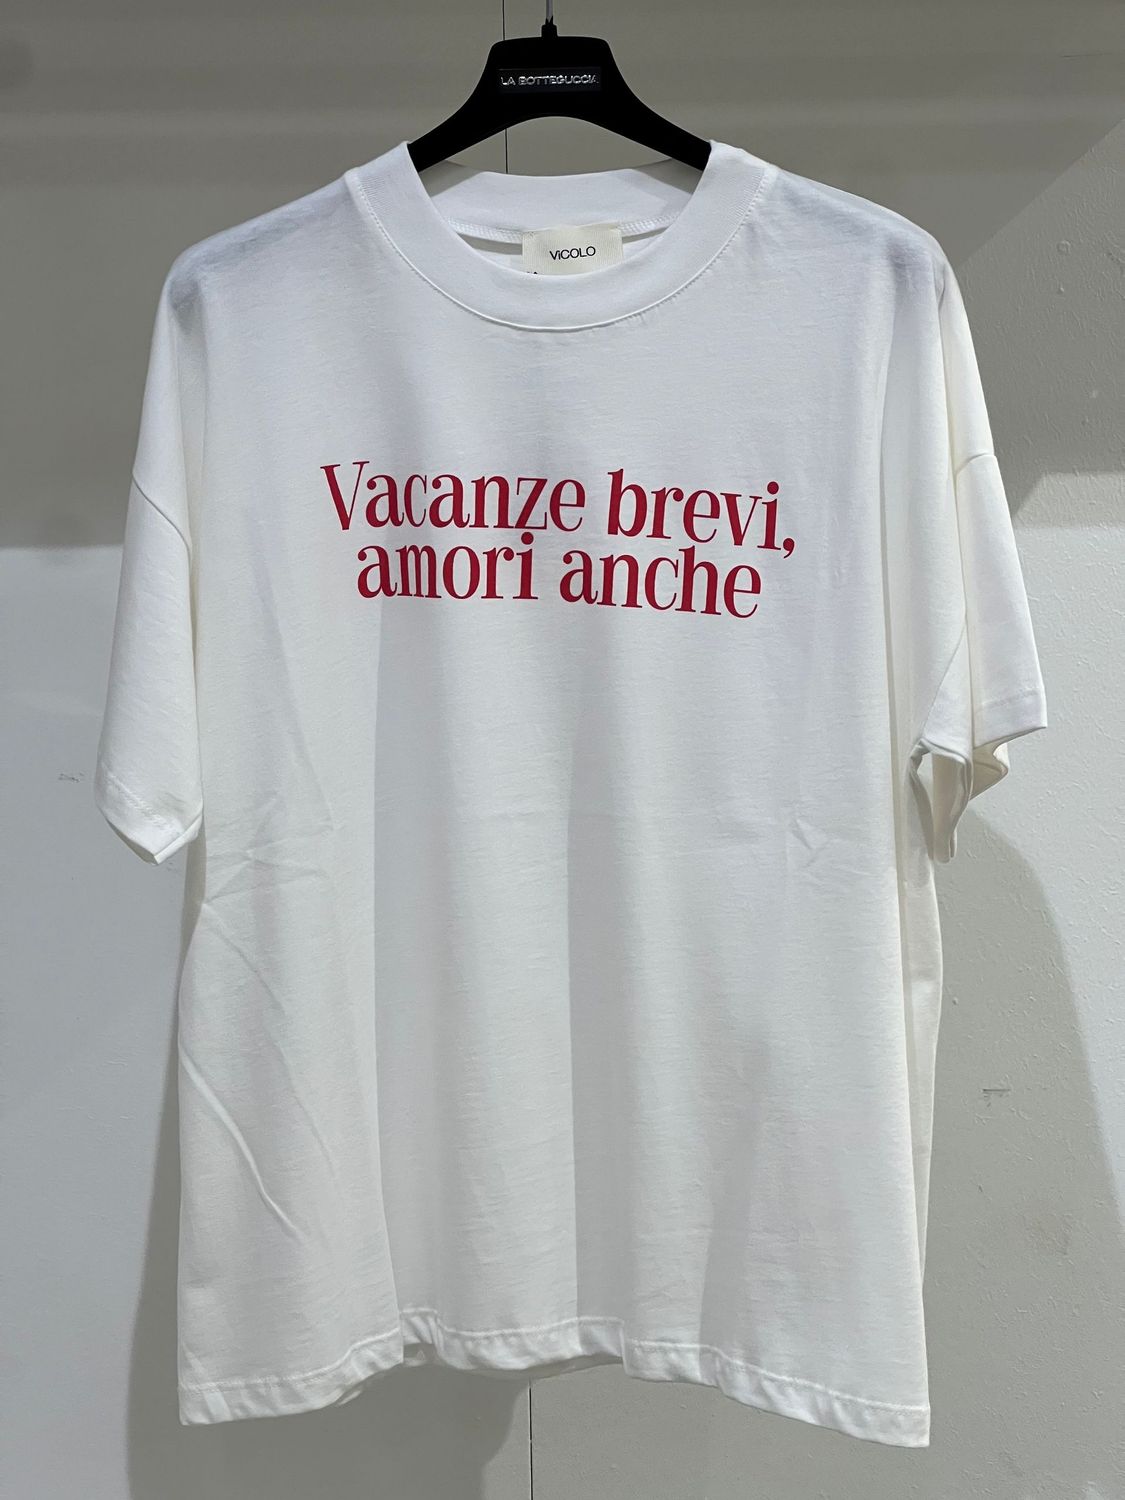 LA BOTTEGUCCIA
ViCOLO
Vacanze brevi,
amori anche